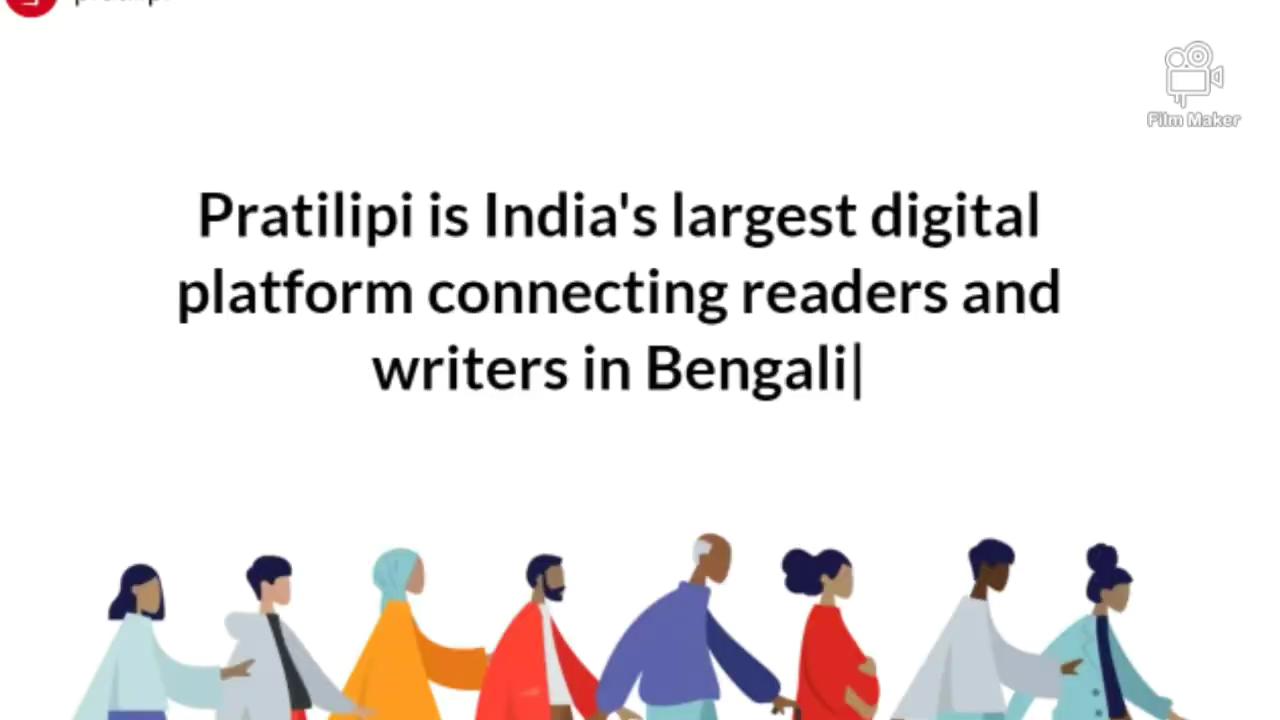 Film Maker
Pratilipi is India's largest digital
platform connecting readers and
writers in Bengali|